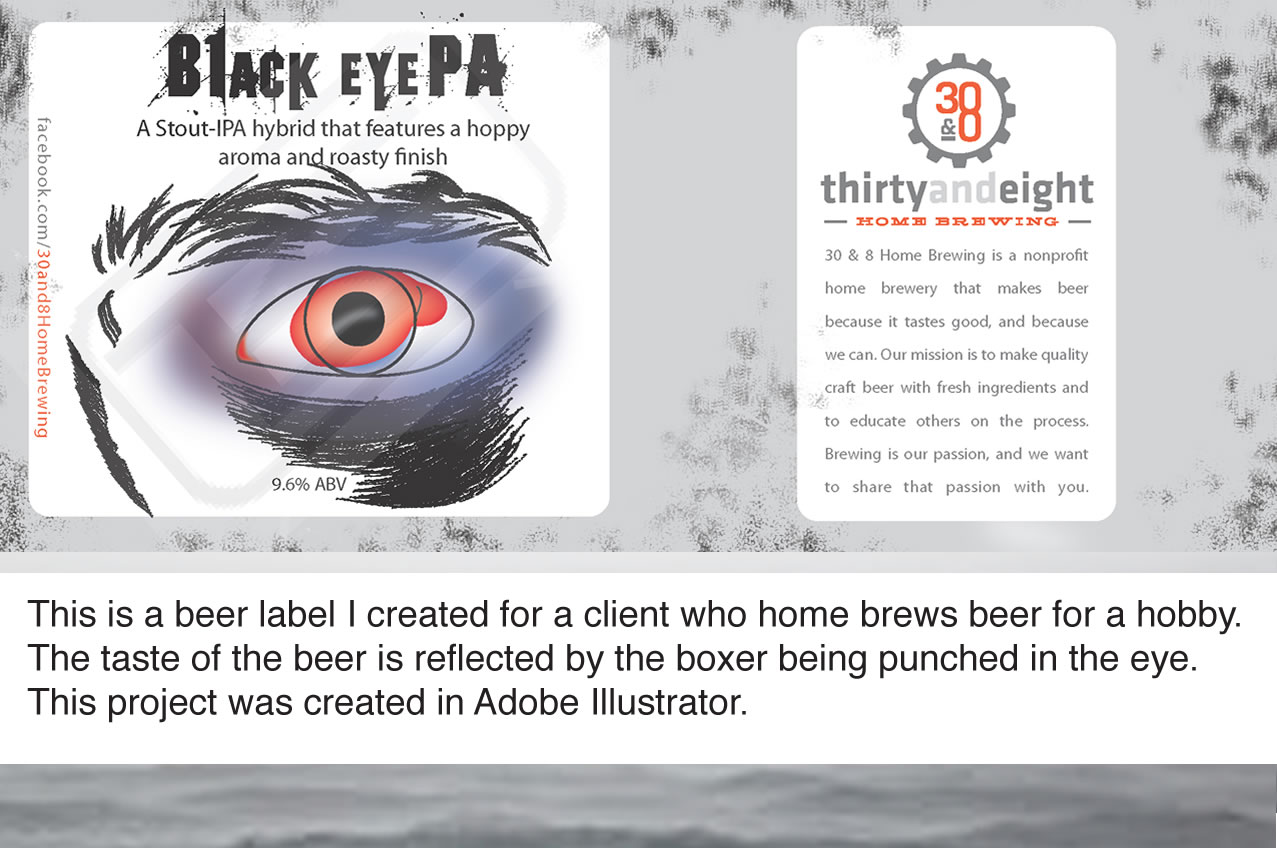 Black eyePA
A Stout-IPA hybrid that features a hoppy
aroma and roasty finish
facebook.com/30and8HomeBrewing
9.6% ABV
30
&8
thirtyandeight
HOME BREWING
30 & 8 Home Brewing is a nonprofit
home brewery that makes beer
because it tastes good, and because
we can. Our mission is to make quality
craft beer with fresh ingredients and
to educate others on the process.
Brewing is our passion, and we want
to share that passion with you.
This is a beer label I created for a client who home brews beer for a hobby.
The taste of the beer is reflected by the boxer being punched in the eye.
This project was created in Adobe Illustrator.